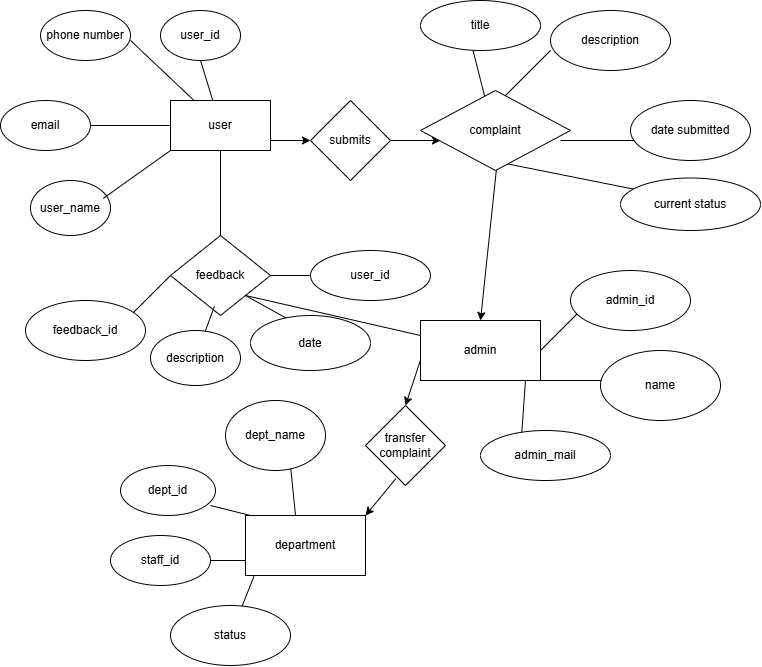 title
phone number
user_id
description
user
email
submits
complaint
date submitted
user_name
current status
feedback
user_id
feedback_id
description
date
admin_id
admin
name
transfer
complaint
admin_mail
dept_name
dept_id
department
staff_id
status